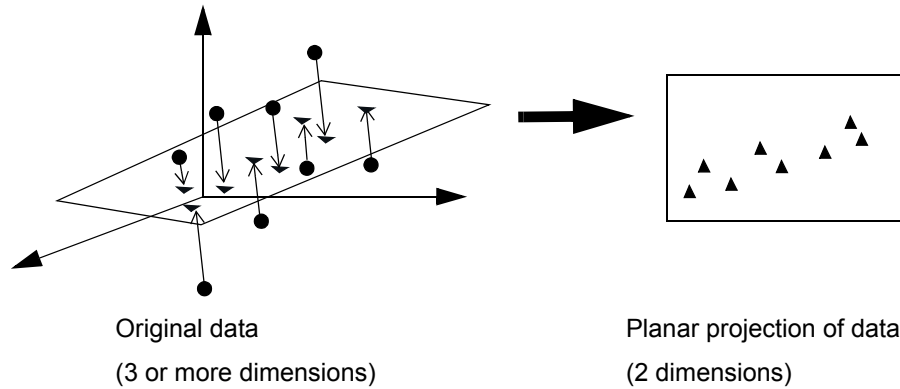 Original data
(3 or more dimensions)
Planar projection of data
(2 dimensions)